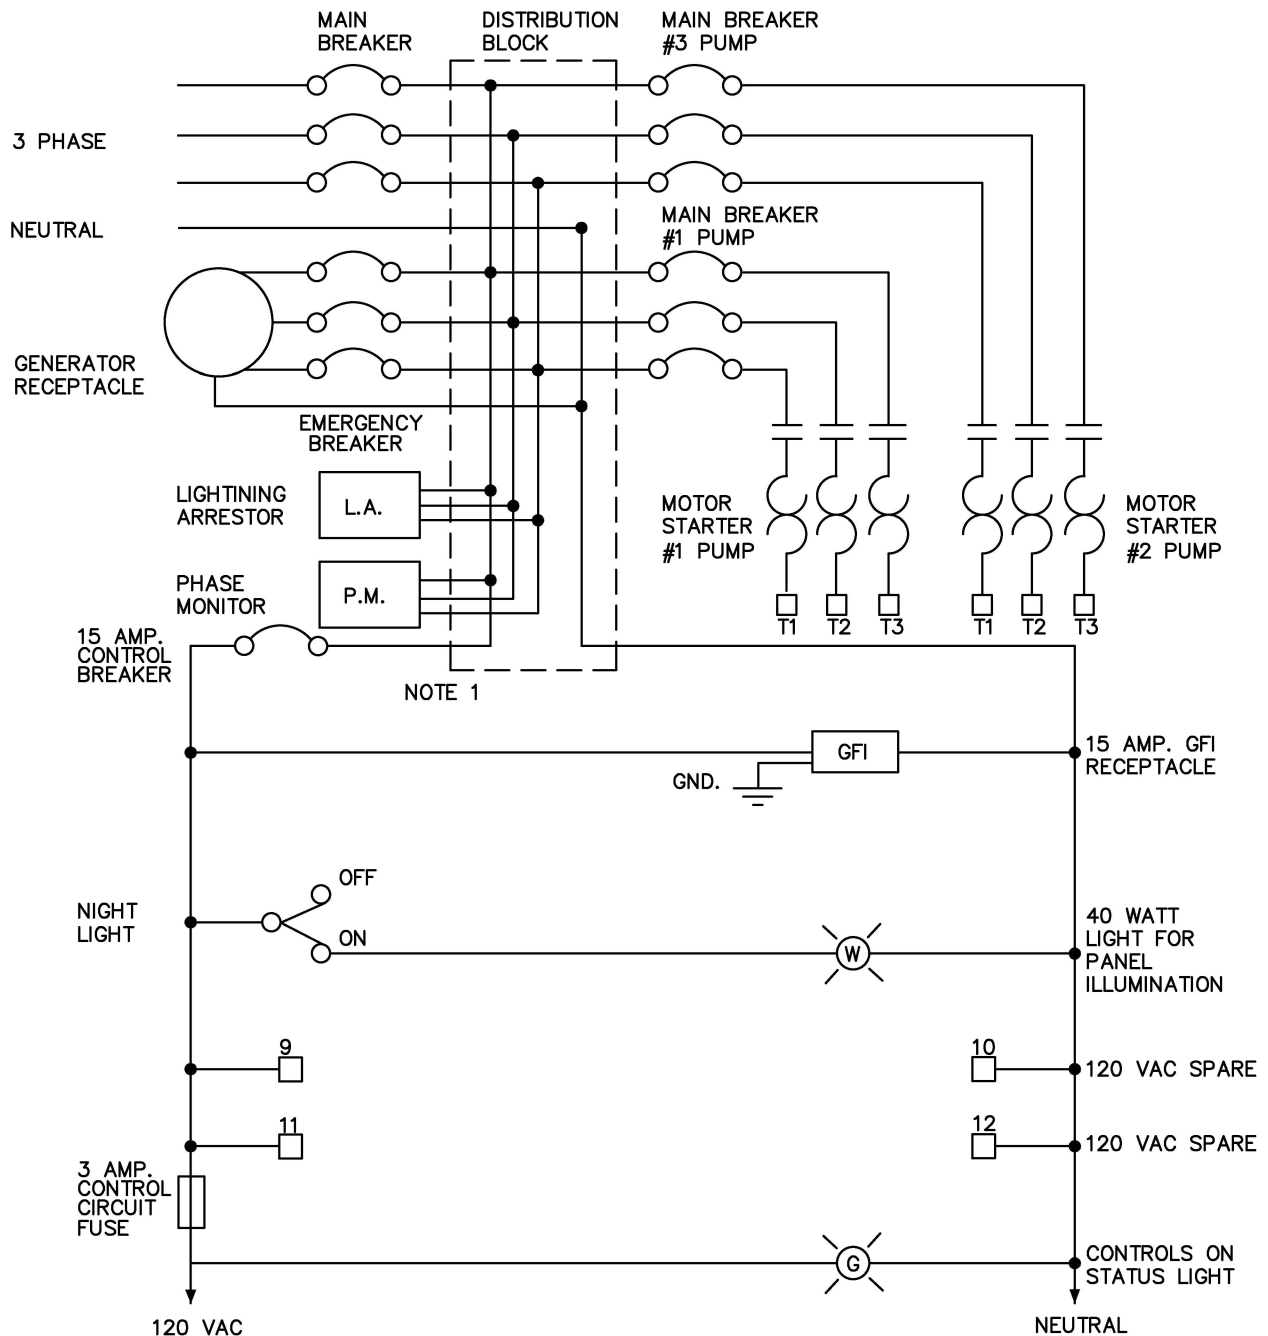 MAIN
BREAKER
DISTRIBUTION
BLOCK
MAIN BREAKER
#3 PUMP
3 PHASE
NEUTRAL
MAIN BREAKER
#1 PUMP
GENERATOR
RECEPTACLE
EMERGENCY
BREAKER
LIGHTINING
ARRESTOR
L.A.
MOTOR
STARTER
#1 PUMP
MOTOR
STARTER
#2 PUMP
PHASE
MONITOR
P.M.
T1
T2
T3
T1
T2
T3
15 AMP.
CONTROL
BREAKER
NOTE 1
GFI
GND.
15 AMP. GFI
RECEPTACLE
NIGHT
LIGHT
OFF
ON
W
40 WATT
LIGHT FOR
PANEL
ILLUMINATION
9
10
120 VAC SPARE
11
12
120 VAC SPARE
3 AMP.
CONTROL
CIRCUIT
FUSE
G
CONTROLS ON
STATUS LIGHT
120 VAC
NEUTRAL